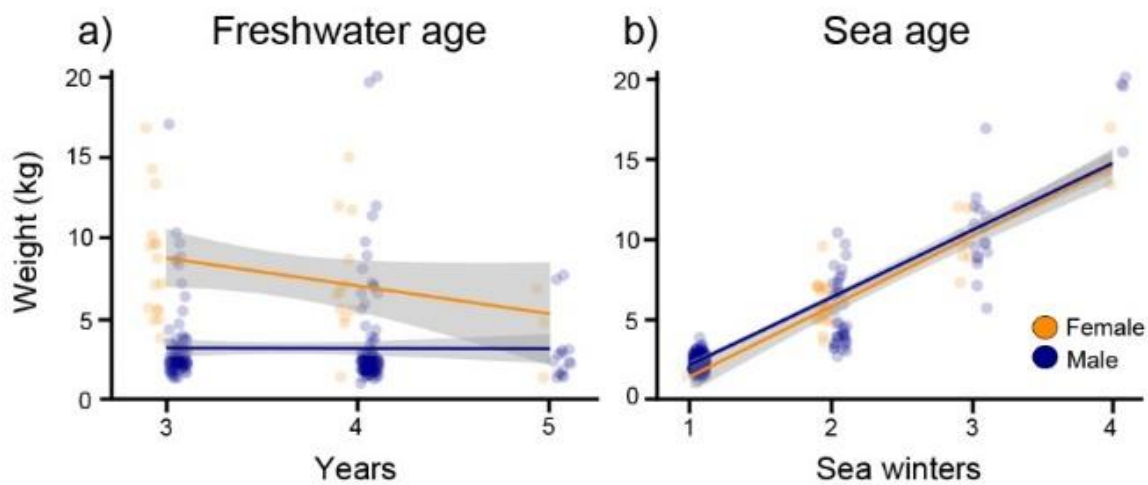 a) Freshwater age
b) Sea age
Weight (kg)
20
15
10
5
0
3 4 5
Years
20
15
10
5
0
1 2 3 4
Sea winters
Female
Male